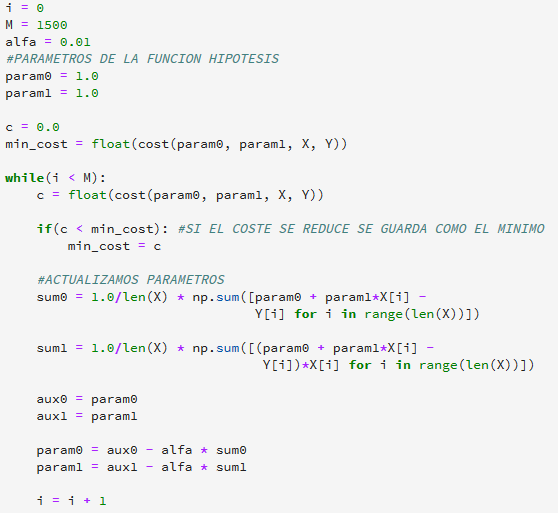 i = 0
M = 1500
alfa = 0.01
#PARAMETROS DE LA FUNCION HIPOTESIS
param0 = 1.0
param1 = 1.0
c = 0.0
min_cost = float(cost(param0, param1, X, Y))
while(i < M):
    c = float(cost(param0, param1, X, Y))
    if(c < min_cost): #SI EL COSTE SE REDUCE SE GUARDA COMO EL MINIMO
        min_cost = c
    #ACTUALIZAMOS PARAMETROS
    sum0 = 1.0/len(X) * np.sum([param0 + param1*X[i] -
                                Y[i] for i in range(len(X))])
    sum1 = 1.0/len(X) * np.sum([(param0 + param1*X[i] -
                                 Y[i])*X[i] for i in range(len(X))])
    aux0 = param0
    aux1 = param1
    param0 = aux0 - alfa * sum0
    param1 = aux1 - alfa * sum1
    i = i + 1